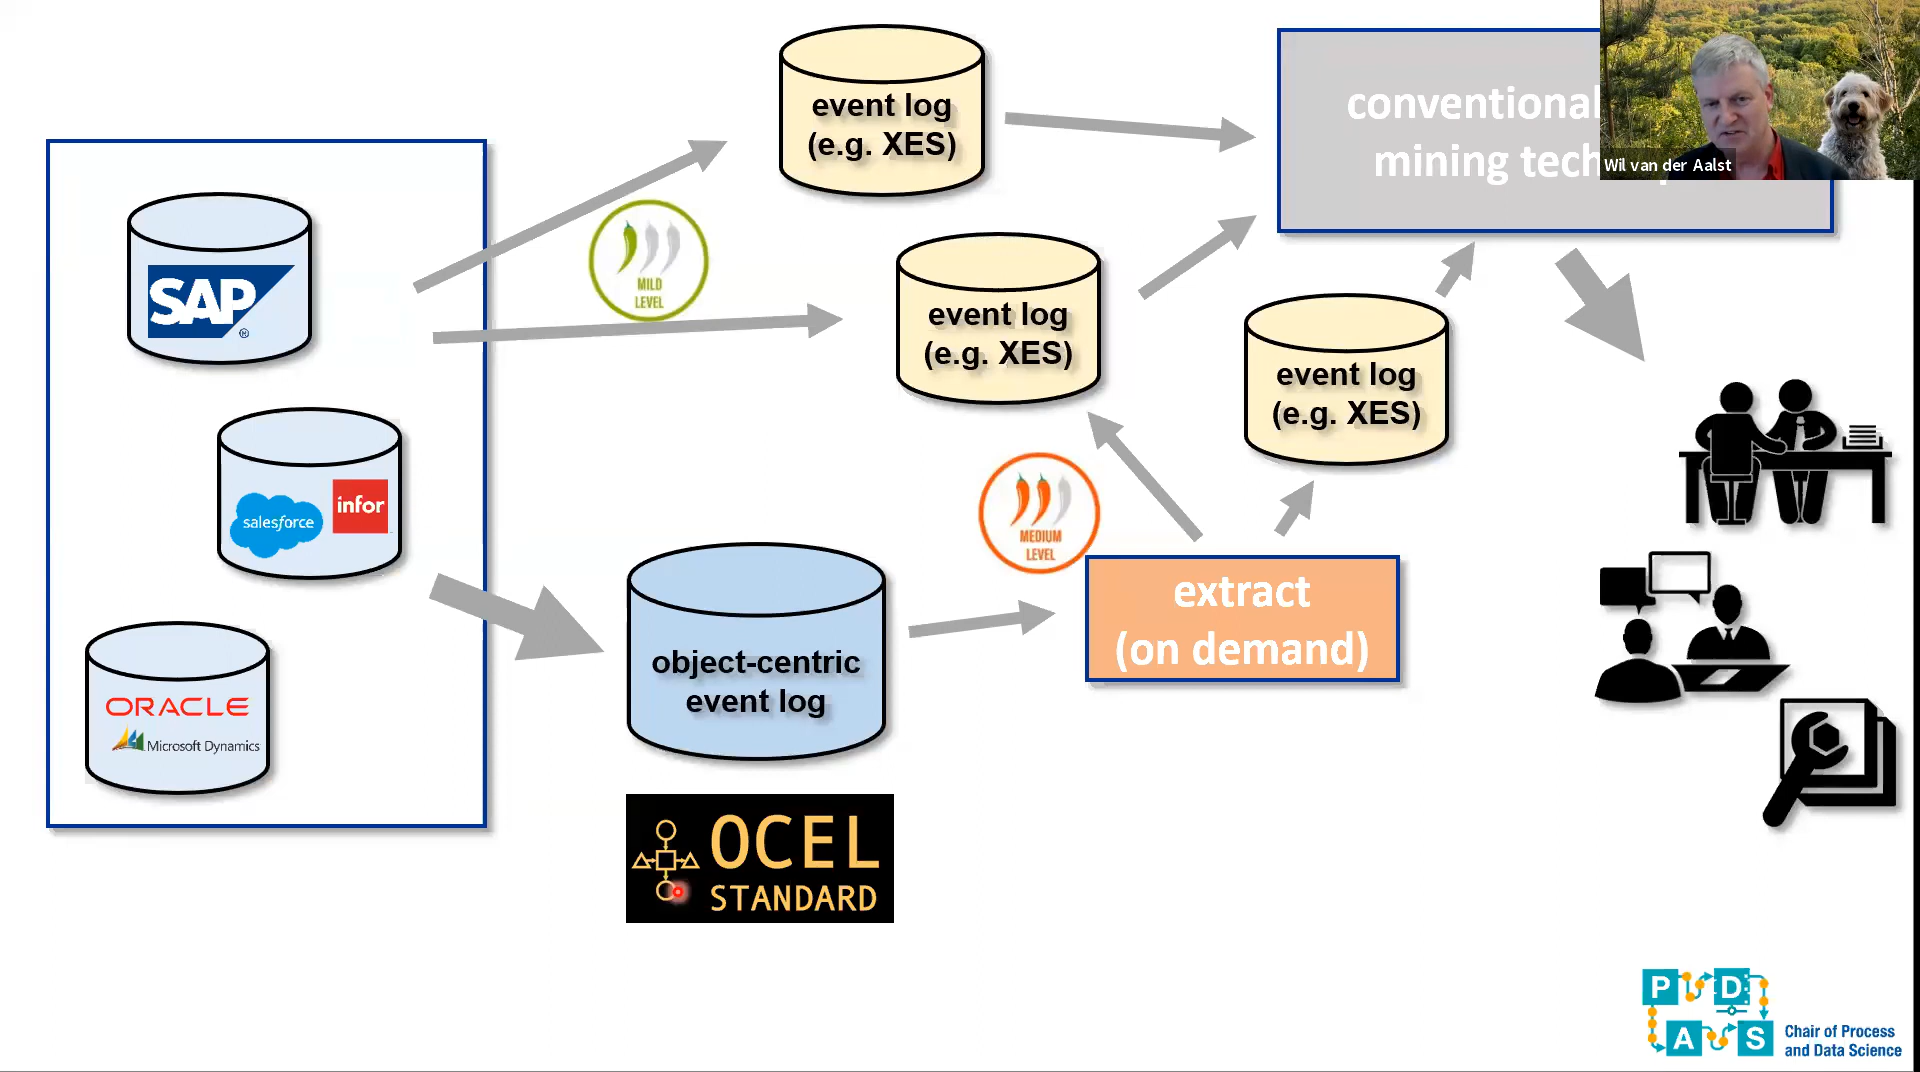 event log
(e.g. XES)
conventional
mining tech
Wil van der Aalst
SAP
®
MILD
LEVEL
event log
(e.g. XES)
event log
(e.g. XES)
salesforce
infor
MEDIUM
LEVEL
extract
(on demand)
object-centric
event log
ORACLE
Microsoft Dynamics
OCEL
STANDARD
P D
A S
Chair of Process
and Data Science